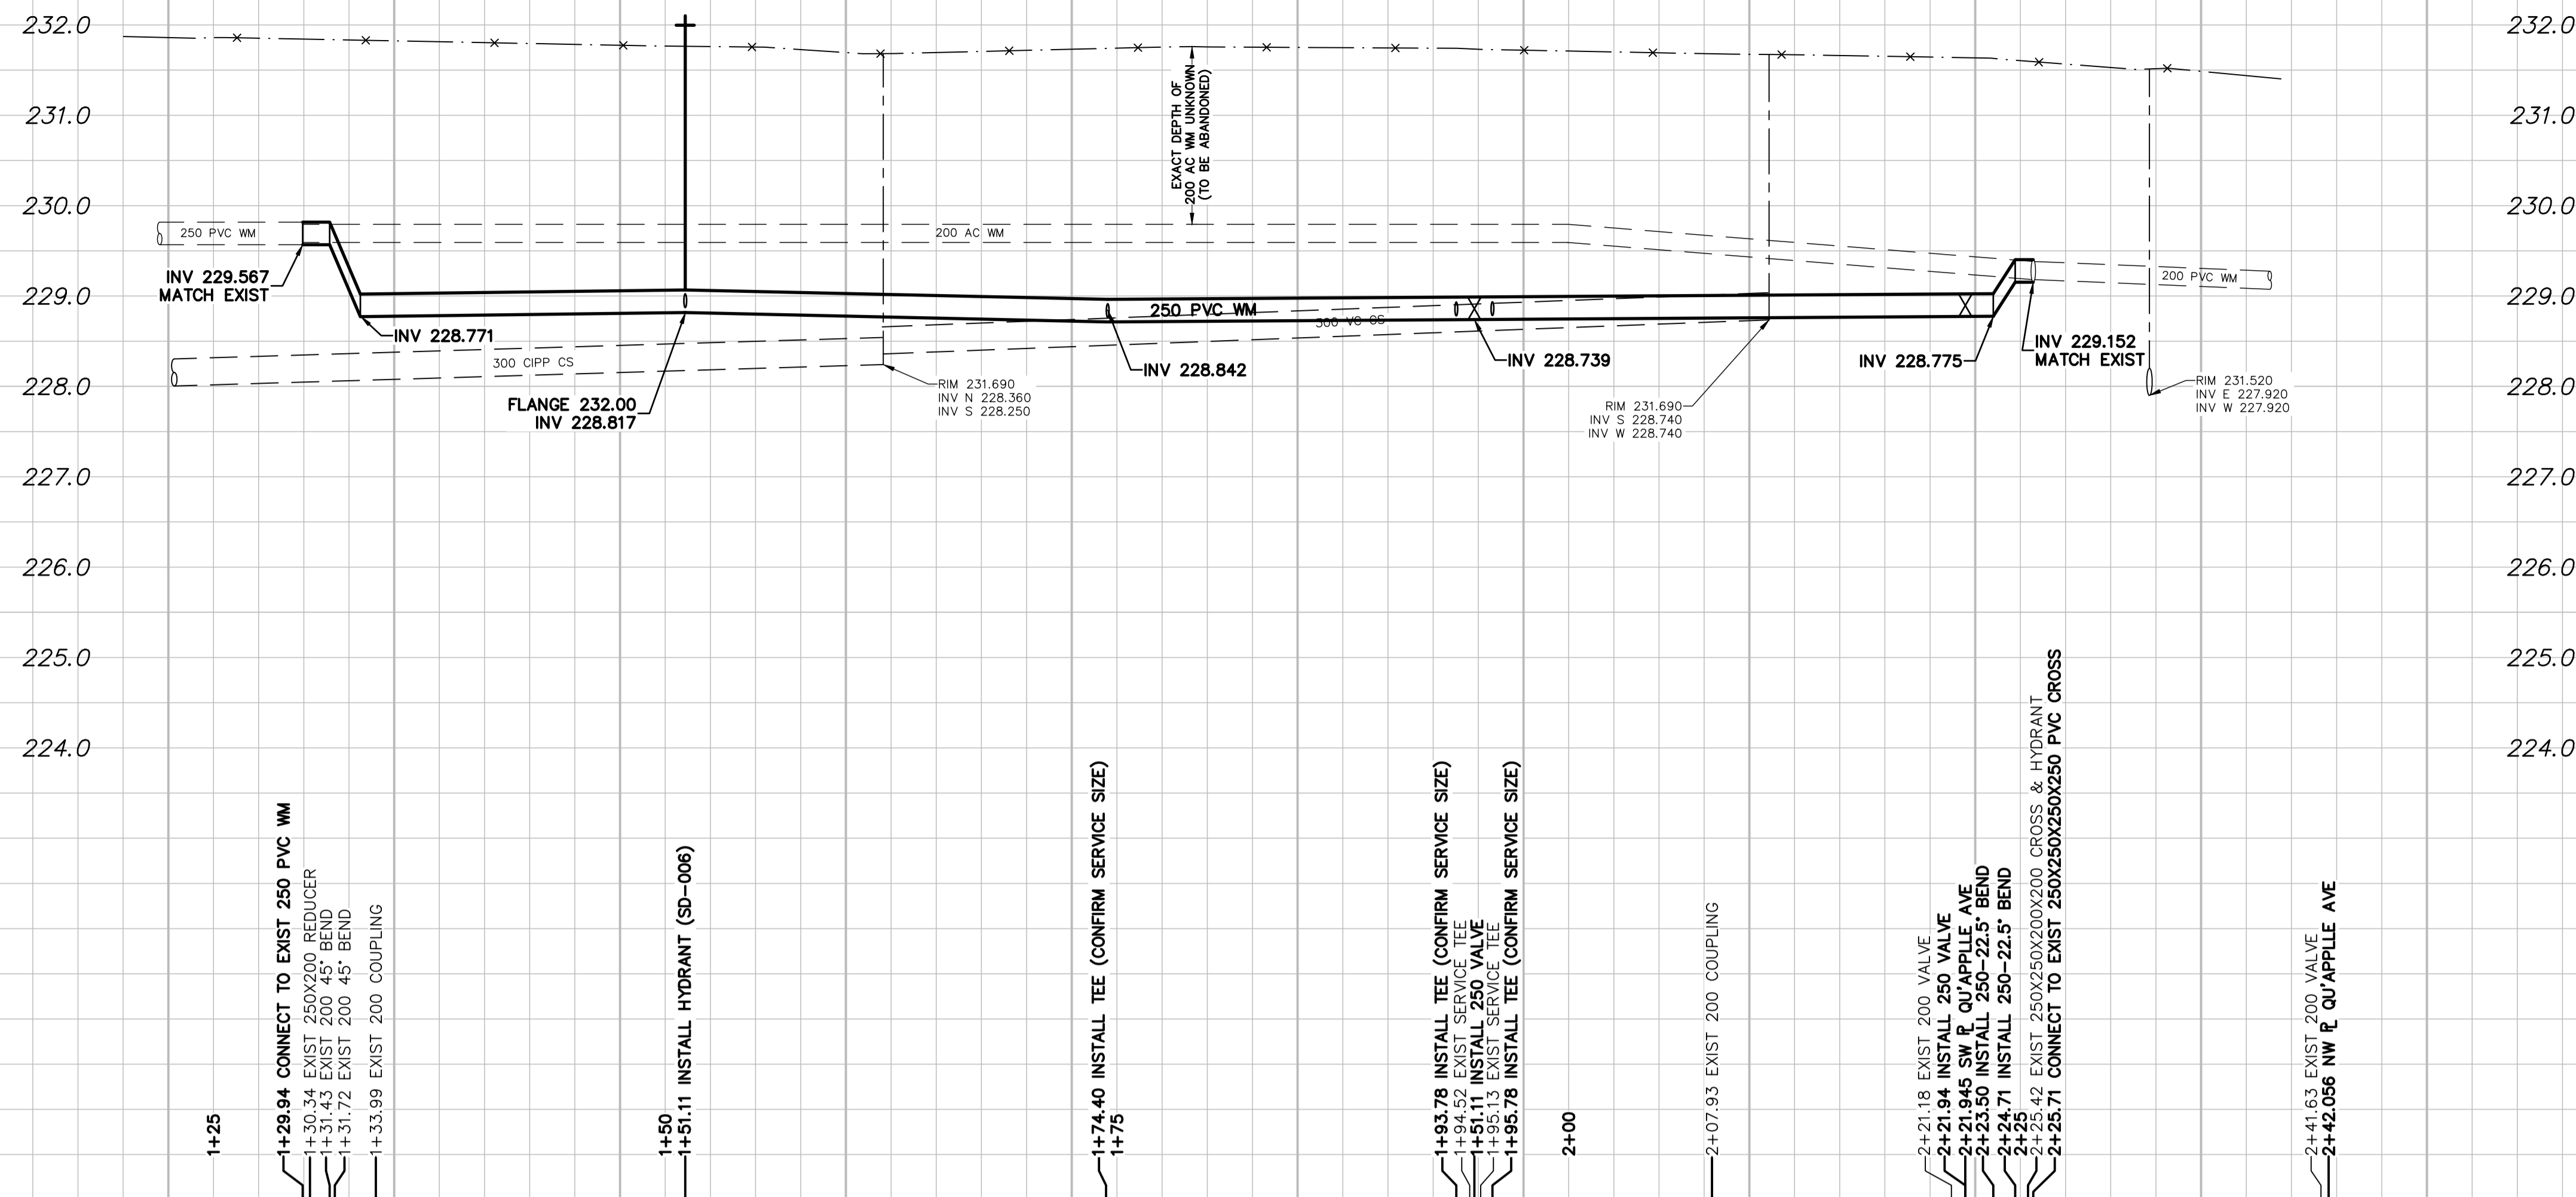 232.0
232.0
231.0
231.0
230.0
230.0
229.0
229.0
228.0
228.0
227.0
227.0
226.0
226.0
225.0
225.0
224.0
224.0
EXACT DEPTH OF
200 AC WM UNKNOWN
(TO BE ABANDONED)
250 PVC WM
200 AC WM
INV 229.567
MATCH EXIST
INV 228.771
300 CIPP CS
FLANGE 232.00
INV 228.817
RIM 231.690
INV N 228.360
INV S 228.250
250 PVC WM
300 VC CS
INV 228.842
INV 228.739
RIM 231.690
INV S 228.740
INV W 228.740
INV 228.775
INV 229.152
MATCH EXIST
200 PVC WM
RIM 231.520
INV E 227.920
INV W 227.920
1+25
1+29.94 CONNECT TO EXIST 250 PVC WM
1+30.34 EXIST 250X200 REDUCER
1+31.43 EXIST 200 45° BEND
1+31.72 EXIST 200 45° BEND
1+33.99 EXIST 200 COUPLING
1+50
1+51.11 INSTALL HYDRANT (SD-006)
1+74.40 INSTALL TEE (CONFIRM SERVICE SIZE)
1+75
1+93.78 INSTALL TEE (CONFIRM SERVICE SIZE)
1+94.52 EXIST SERVICE TEE
1+51.11 INSTALL 250 VALVE
1+95.13 EXIST SERVICE TEE
1+95.78 INSTALL TEE (CONFIRM SERVICE SIZE)
2+00
2+07.93 EXIST 200 COUPLING
2+21.18 EXIST 200 VALVE
2+21.94 INSTALL 250 VALVE
2+21.945 SW PL QU'APPLLE AVE
2+23.50 INSTALL 250-22.5° BEND
2+24.71 INSTALL 250-22.5° BEND
2+25
2+25.42 EXIST 250X250X200X200 CROSS & HYDRANT
2+25.71 CONNECT TO EXIST 250X250X250X250 PVC CROSS
2+41.63 EXIST 200 VALVE
2+42.056 NW PL QU'APPLLE AVE